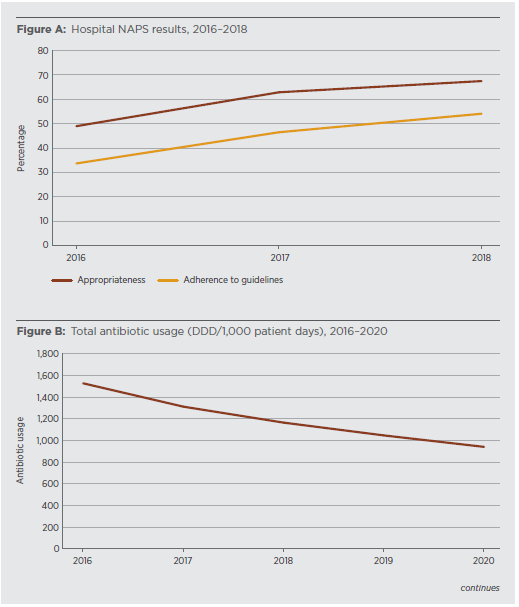 Figure A: Hospital NAPS results, 2016–2018
80
70
60
50
40
30
20
10
0
Percentage
2016 2017 2018
Appropriateness Adherence to guidelines
Figure B: Total antibiotic usage (DDD/1,000 patient days), 2016–2020
1,800
1,600
1,400
1,200
1,000
800
600
400
200
0
Antibiotic usage
2016 2017 2018 2019 2020
continues